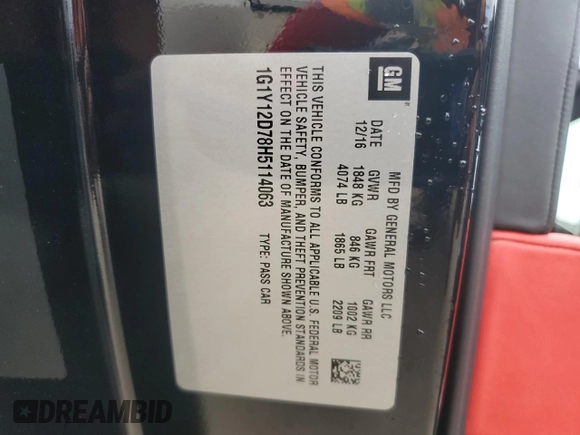 GM
MFD BY GENERAL MOTORS LLC
DATE GVWR GAWR FRT GAWR RR
12/16 1848 KG 846 KG 1002 KG
4074 LB 1865 LB 2209 LB
THIS VEHICLE CONFORMS TO ALL APPLICABLE U.S. FEDERAL MOTOR
VEHICLE SAFETY, BUMPER, AND THEFT PREVENTION STANDARDS IN
EFFECT ON THE DATE OF MANUFACTURE SHOWN ABOVE.
1G1Y12D78H5114063 TYPE: PASS CAR
DREAMBID